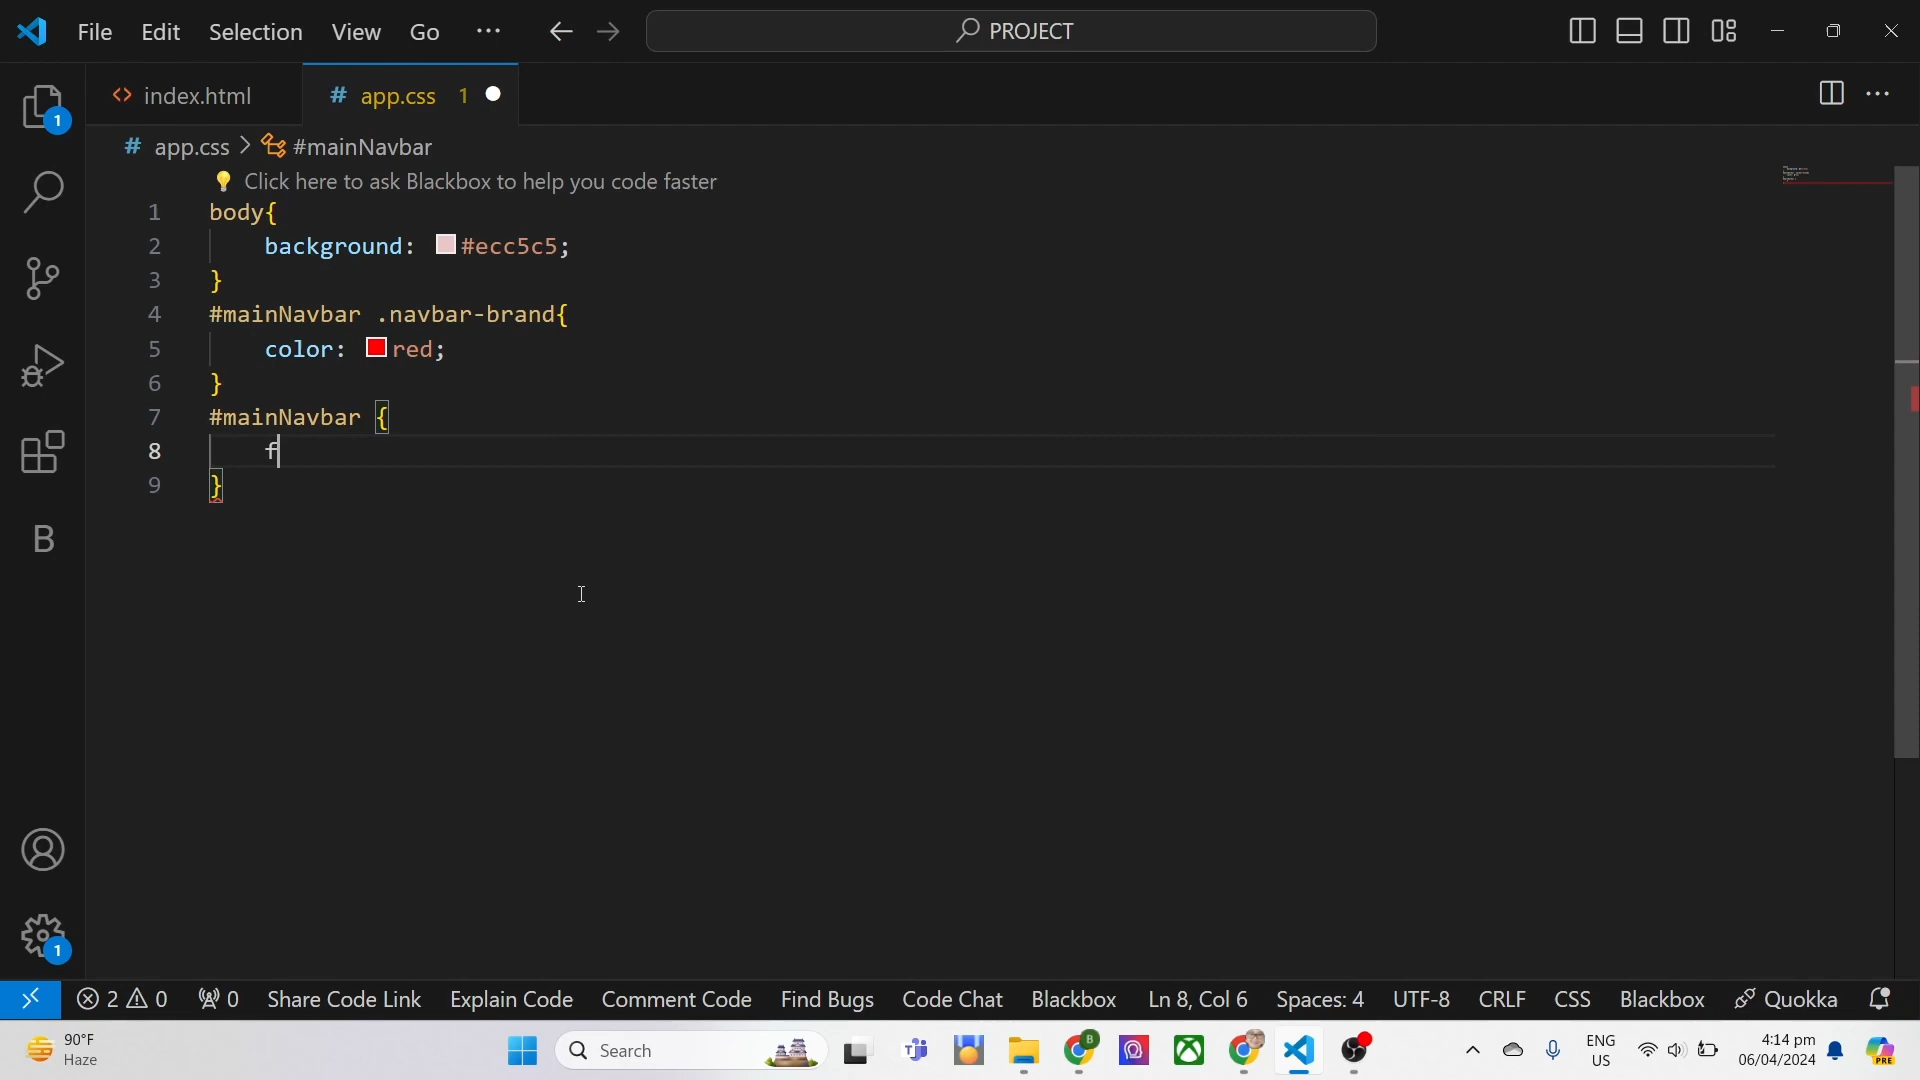 File Edit Selection View Go ··· PROJECT
1 index.html # app.css 1
# app.css > #mainNavbar
Click here to ask Blackbox to help you code faster
1 body{
2 background: #ecc5c5;
3 }
4 #mainNavbar .navbar-brand{
5 color: red;
6 }
7 #mainNavbar {
8 f
9 }
B
1
2 0 0 Share Code Link Explain Code Comment Code Find Bugs Code Chat Blackbox Ln 8, Col 6 Spaces: 4 UTF-8 CRLF CSS Blackbox Quokka
90°F
Haze
Search
B
ENG
US
4:14 pm
06/04/2024
PRE